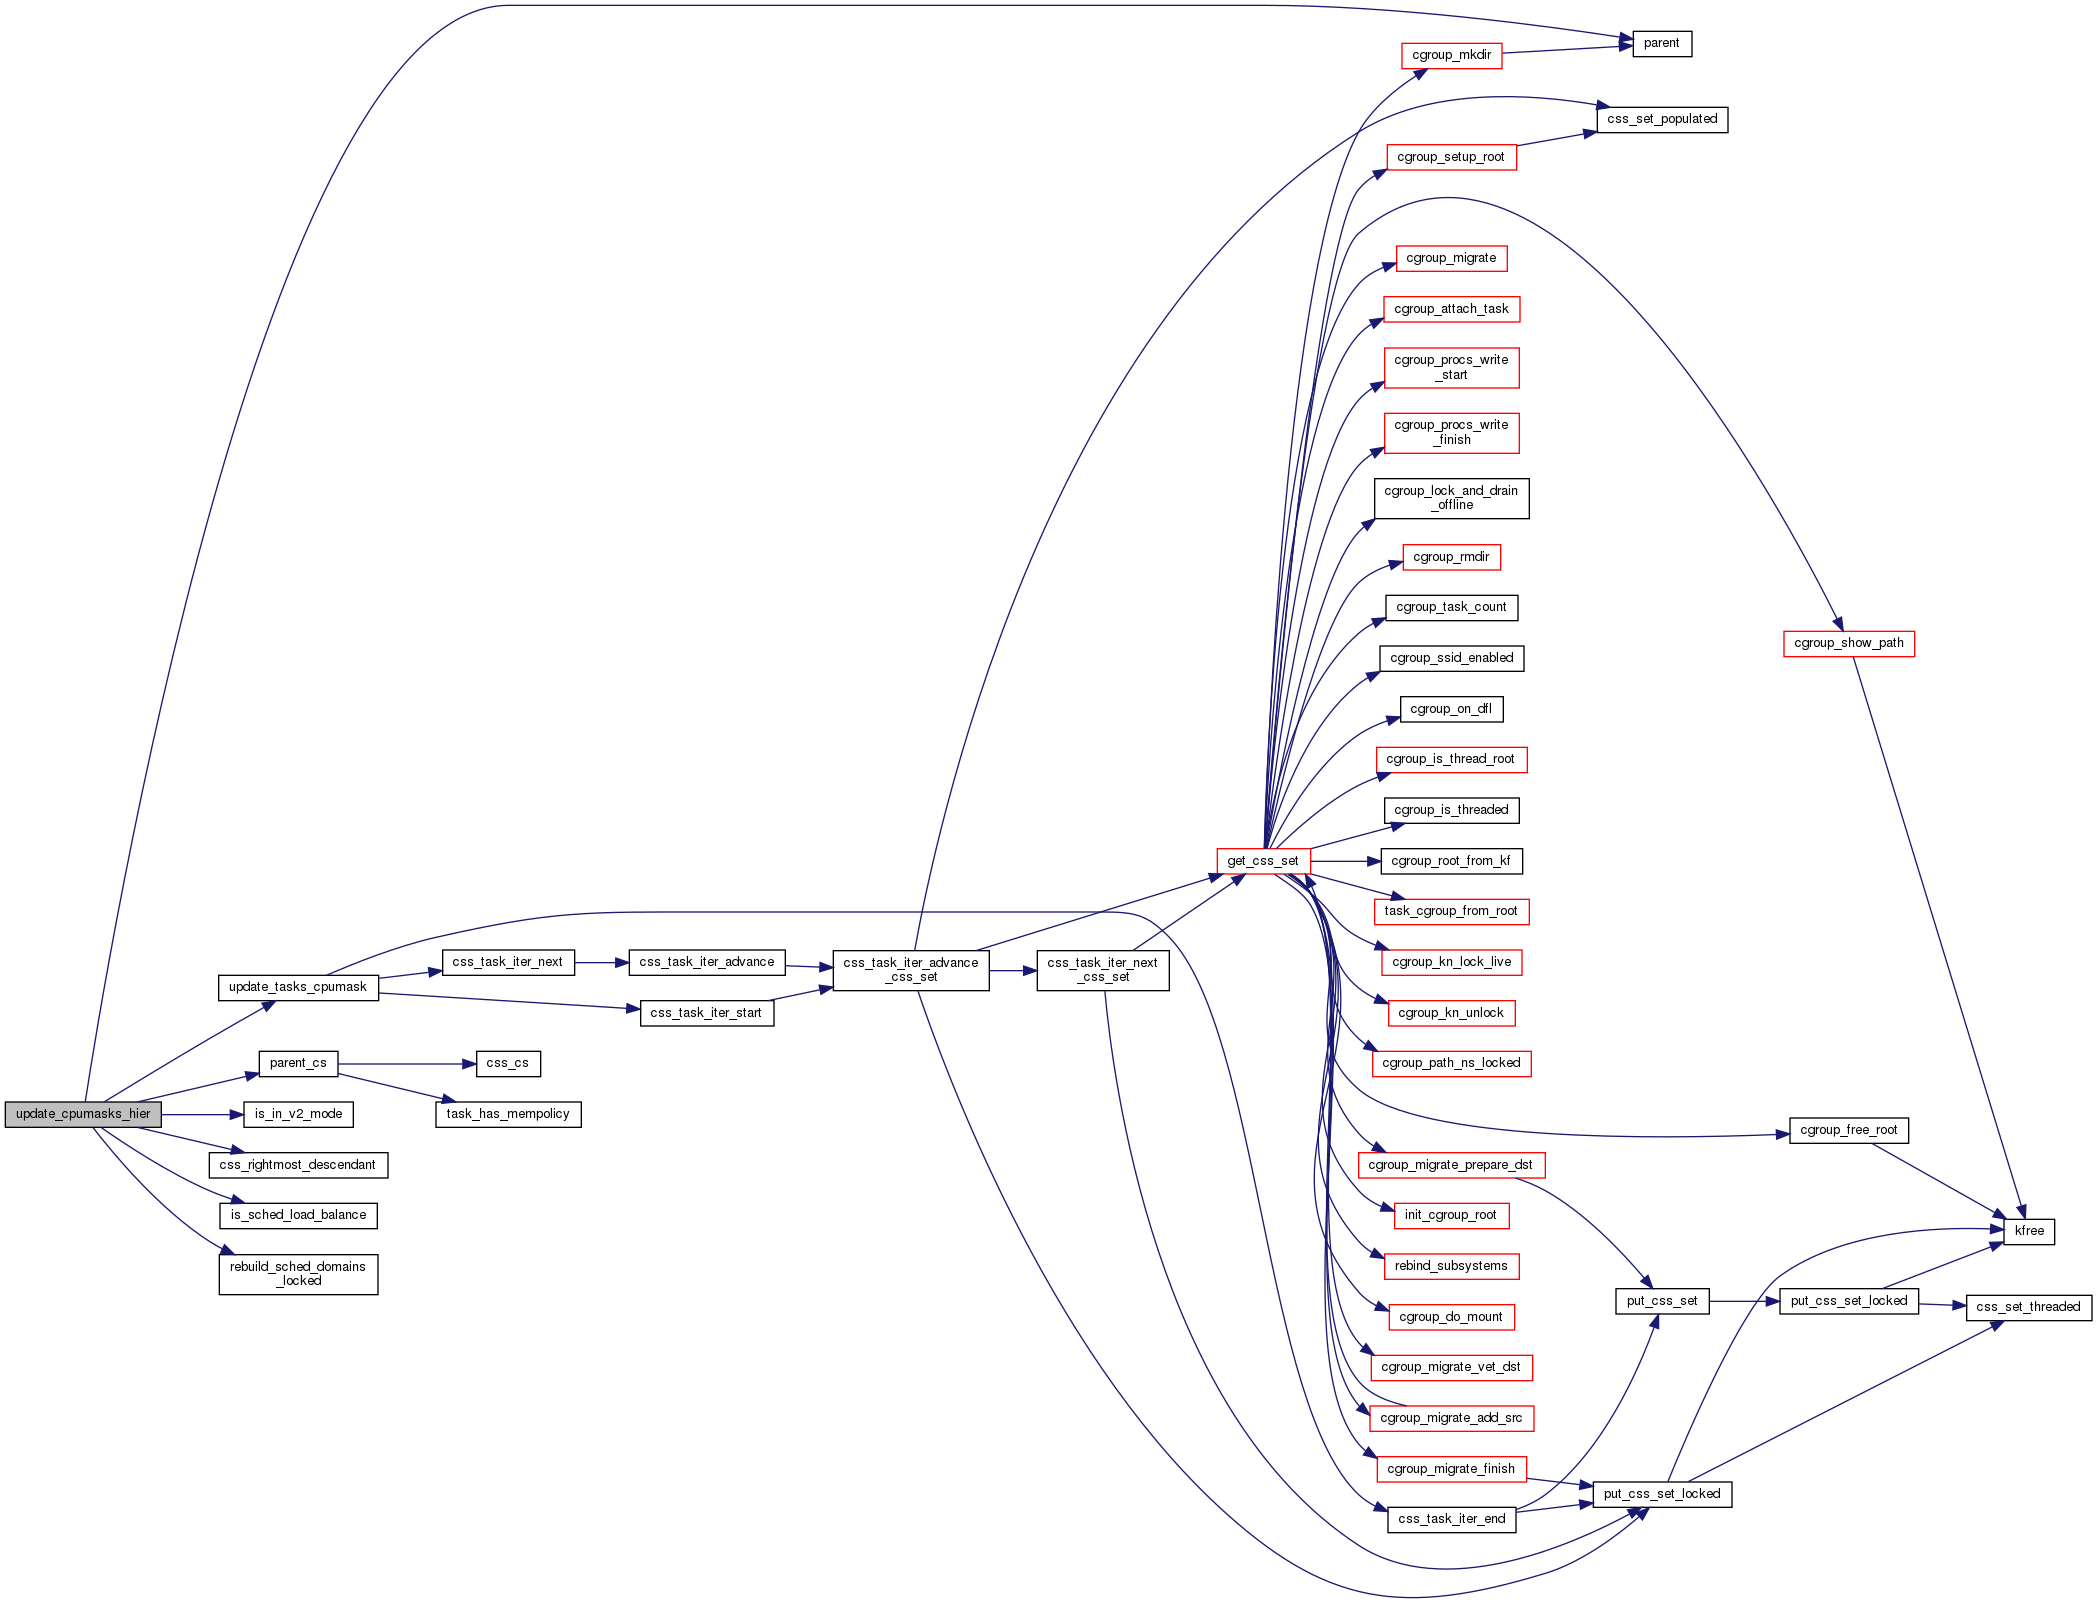 update_cpumasks_hier
update_tasks_cpumask
parent_cs
is_in_v2_mode
css_rightmost_descendant
is_sched_load_balance
rebuild_sched_domains
_locked
css_task_iter_next
css_cs
task_has_mempolicy
css_task_iter_advance
css_task_iter_start
css_task_iter_advance
_css_set
css_task_iter_next
_css_set
get_css_set
cgroup_mkdir
cgroup_setup_root
cgroup_migrate
cgroup_attach_task
cgroup_procs_write
_start
cgroup_procs_write
_finish
cgroup_lock_and_drain
_offline
cgroup_rmdir
cgroup_task_count
cgroup_ssid_enabled
cgroup_on_dfl
cgroup_is_thread_root
cgroup_is_threaded
cgroup_root_from_kf
task_cgroup_from_root
cgroup_kn_lock_live
cgroup_kn_unlock
cgroup_path_ns_locked
cgroup_migrate_prepare_dst
init_cgroup_root
rebind_subsystems
cgroup_do_mount
cgroup_migrate_vet_dst
cgroup_migrate_add_src
cgroup_migrate_finish
css_task_iter_end
parent
css_set_populated
put_css_set
put_css_set_locked
cgroup_show_path
cgroup_free_root
put_css_set_locked
kfree
css_set_threaded